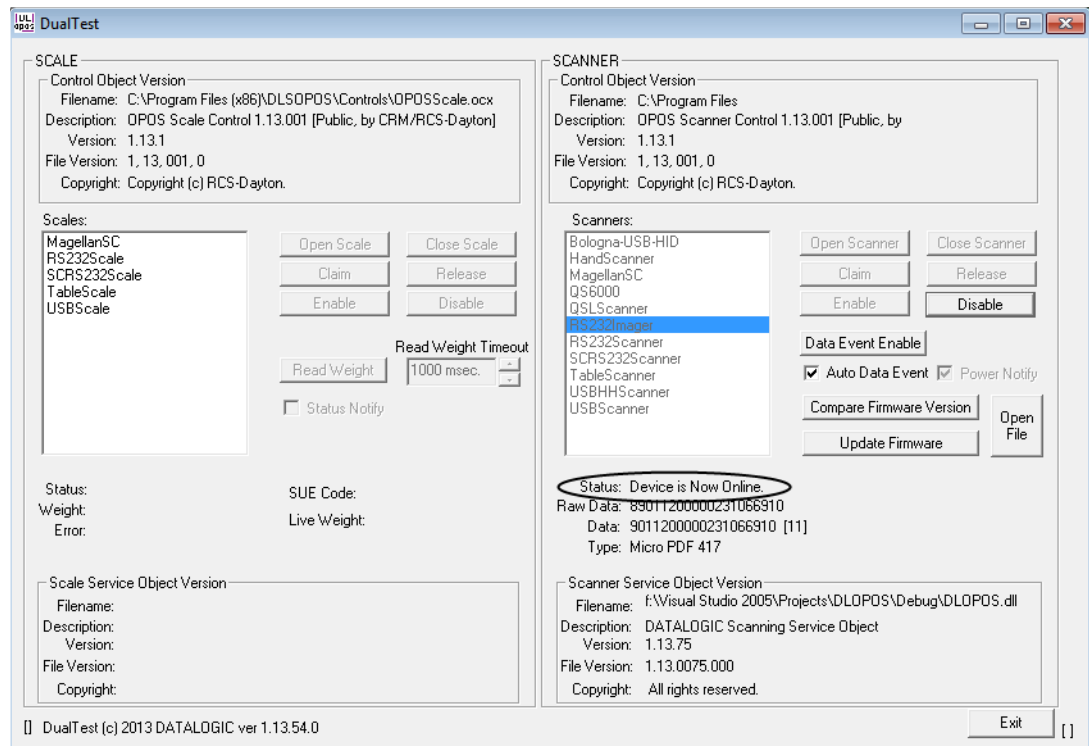 UL
opos DualTest
SCALE
Control Object Version
Filename: C:\Program Files (x86)\DLSOPOS\Controls\OPOSScale.ocx
Description: OPOS Scale Control 1.13.001 [Public, by CRM/RCS-Dayton]
Version: 1.13.1
File Version: 1, 13, 001, 0
Copyright: Copyright (c) RCS-Dayton.
Scales:
MagellanSC
RS232Scale
SCRS232Scale
TableScale
USBScale
Open Scale Close Scale
Claim Release
Enable Disable
Read Weight Timeout
Read Weight 1000 msec.
Status Notify
Status:
Weight:
Error:
SUE Code:
Live Weight:
Scale Service Object Version
Filename:
Description:
Version:
File Version:
Copyright:
SCANNER
Control Object Version
Filename: C:\Program Files
Description: OPOS Scanner Control 1.13.001 [Public, by
Version: 1.13.1
File Version: 1, 13, 001, 0
Copyright: Copyright (c) RCS-Dayton.
Scanners:
Bologna-USB-HID
HandScanner
MagellanSC
QS6000
QSLScanner
RS232Imager
RS232Scanner
SCRS232Scanner
TableScanner
USBHHScanner
USBScanner
Open Scanner Close Scanner
Claim Release
Enable Disable
Data Event Enable
Auto Data Event Power Notify
Compare Firmware Version
Update Firmware
Open
File
Status: Device is Now Online.
Raw Data: 89011200000231066910
Data: 9011200000231066910 [11]
Type: Micro PDF 417
Scanner Service Object Version
Filename: f:\Visual Studio 2005\Projects\DLOPOS\Debug\DLOPOS.dll
Description: DATALOGIC Scanning Service Object
Version: 1.13.75
File Version: 1.13.0075.000
Copyright: All rights reserved.
[] DualTest (c) 2013 DATALOGIC ver 1.13.54.0
Exit
[ ]